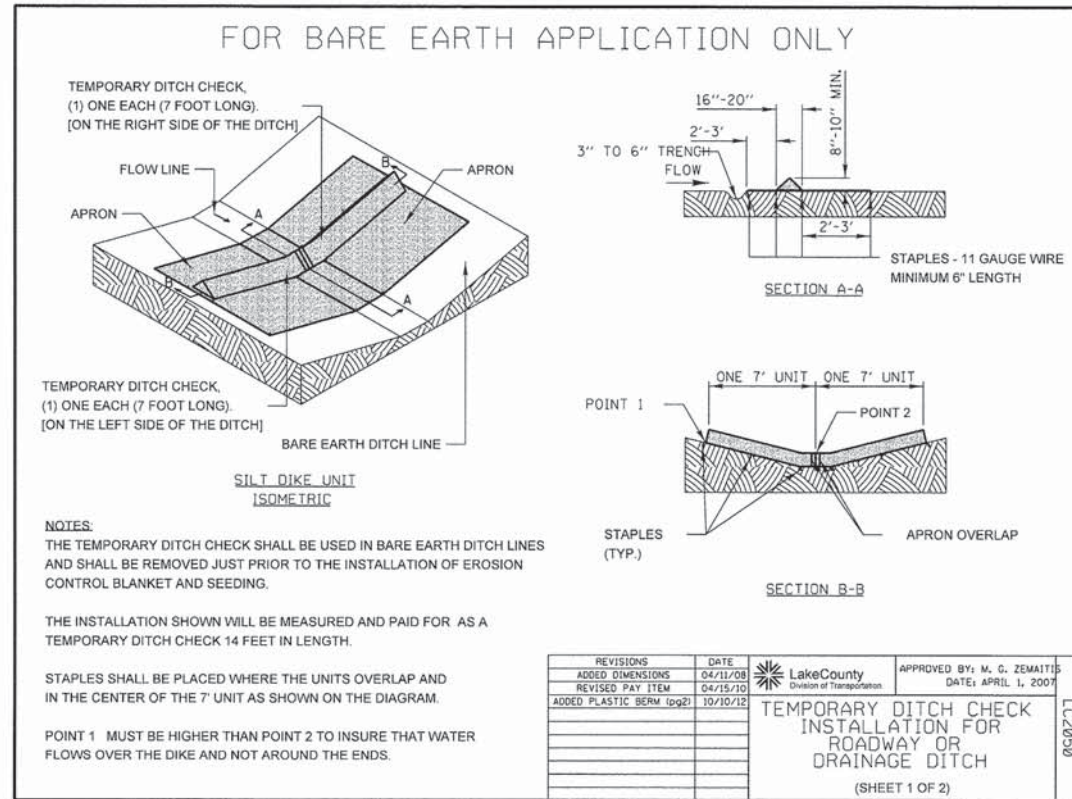 FOR BARE EARTH APPLICATION ONLY
TEMPORARY DITCH CHECK,
(1) ONE EACH (7 FOOT LONG).
[ON THE RIGHT SIDE OF THE DITCH]
FLOW LINE
APRON
APRON
A
A
B
B
TEMPORARY DITCH CHECK,
(1) ONE EACH (7 FOOT LONG).
[ON THE LEFT SIDE OF THE DITCH]
BARE EARTH DITCH LINE
SILT DIKE UNIT
ISOMETRIC
16"-20"
8"-10" MIN.
2'-3'
3" TO 6" TRENCH
FLOW
2'-3'
STAPLES - 11 GAUGE WIRE
MINIMUM 6" LENGTH
SECTION A-A
ONE 7' UNIT
ONE 7' UNIT
POINT 1
POINT 2
STAPLES
(TYP.)
APRON OVERLAP
SECTION B-B
NOTES:
THE TEMPORARY DITCH CHECK SHALL BE USED IN BARE EARTH DITCH LINES
AND SHALL BE REMOVED JUST PRIOR TO THE INSTALLATION OF EROSION
CONTROL BLANKET AND SEEDING.
THE INSTALLATION SHOWN WILL BE MEASURED AND PAID FOR AS A
TEMPORARY DITCH CHECK 14 FEET IN LENGTH.
STAPLES SHALL BE PLACED WHERE THE UNITS OVERLAP AND
IN THE CENTER OF THE 7' UNIT AS SHOWN ON THE DIAGRAM.
POINT 1 MUST BE HIGHER THAN POINT 2 TO INSURE THAT WATER
FLOWS OVER THE DIKE AND NOT AROUND THE ENDS.
REVISIONS DATE
ADDED DIMENSIONS 04/11/08
REVISED PAY ITEM 04/15/10
ADDED PLASTIC BERM (pg2) 10/10/12
LakeCounty
Division of Transportation
APPROVED BY: M. G. ZEMAITIS
DATE: APRIL 1, 2007
TEMPORARY DITCH CHECK
INSTALLATION FOR
ROADWAY OR
DRAINAGE DITCH
(SHEET 1 OF 2)
LC2050